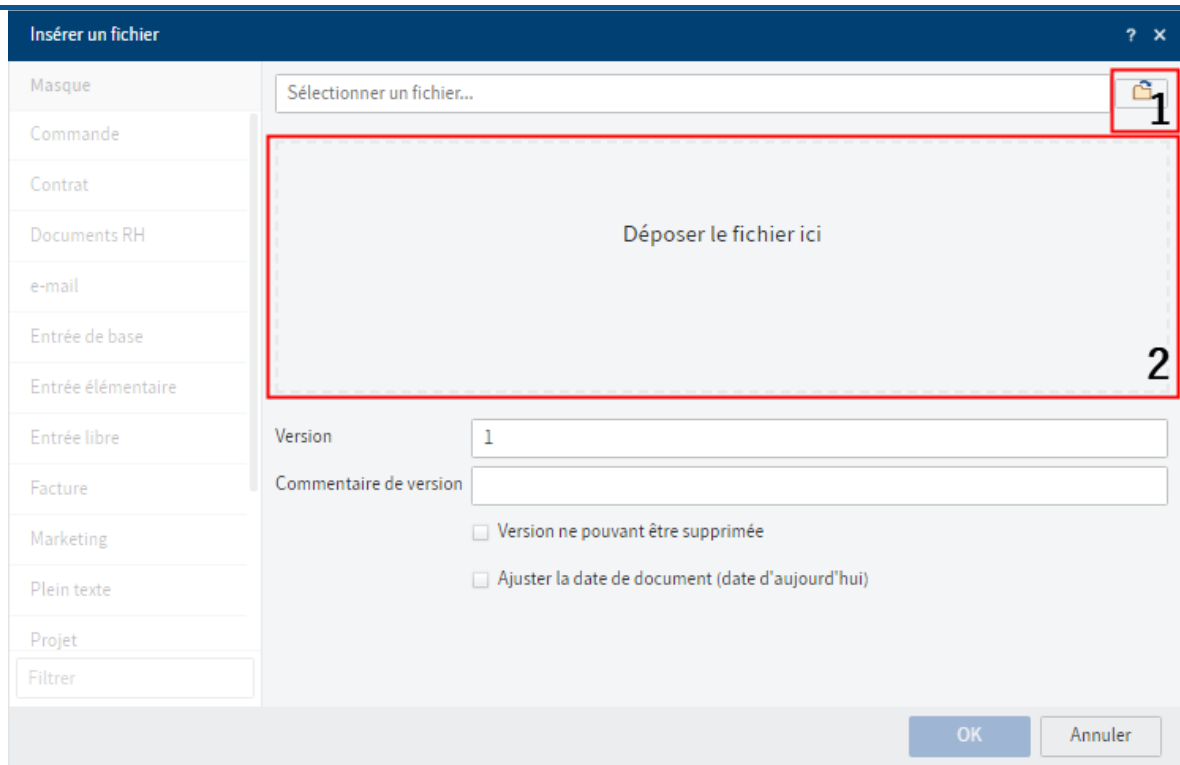 Insérer un fichier
? ×
Masque
Commande
Contrat
Documents RH
e-mail
Entrée de base
Entrée élémentaire
Entrée libre
Facture
Marketing
Plein texte
Projet
Filtrer
Sélectionner un fichier...
1
Déposer le fichier ici
2
Version 1
Commentaire de version
Version ne pouvant être supprimée
Ajuster la date de document (date d'aujourd'hui)
OK Annuler